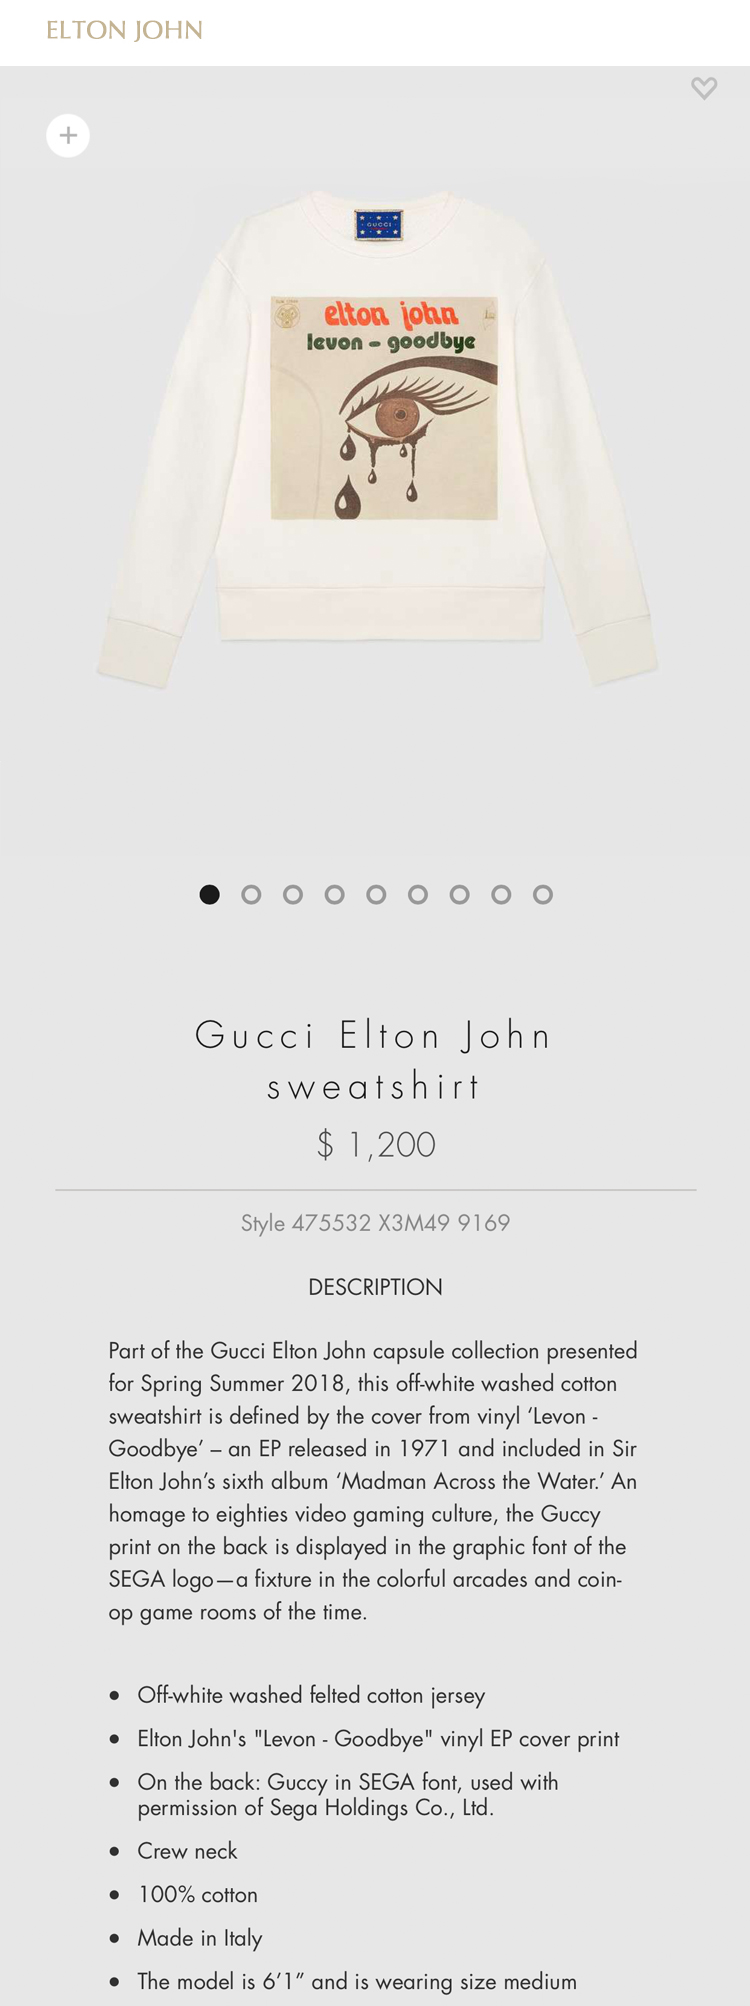 ELTON JOHN
GUCCI
elton john
levon – goodbye
Gucci Elton John
sweatshirt
$ 1,200
Style 475532 X3M49 9169
DESCRIPTION
Part of the Gucci Elton John capsule collection presented
for Spring Summer 2018, this off-white washed cotton
sweatshirt is defined by the cover from vinyl ‘Levon -
Goodbye’ – an EP released in 1971 and included in Sir
Elton John’s sixth album ‘Madman Across the Water.’ An
homage to eighties video gaming culture, the Guccy
print on the back is displayed in the graphic font of the
SEGA logo—a fixture in the colorful arcades and coin-
op game rooms of the time.
• Off-white washed felted cotton jersey
• Elton John's "Levon - Goodbye" vinyl EP cover print
• On the back: Guccy in SEGA font, used with
permission of Sega Holdings Co., Ltd.
• Crew neck
• 100% cotton
• Made in Italy
• The model is 6’1” and is wearing size medium